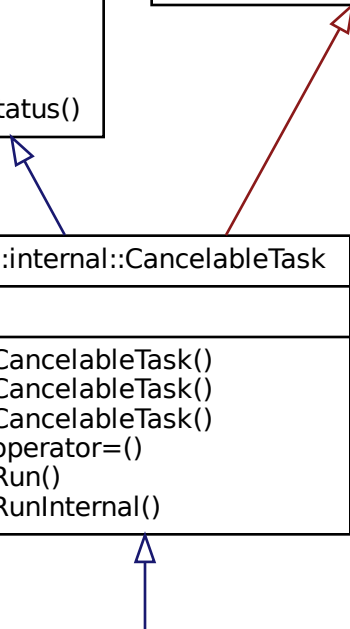 tatus()
:internal::CancelableTask
CancelableTask()
CancelableTask()
CancelableTask()
operator=()
Run()
RunInternal()